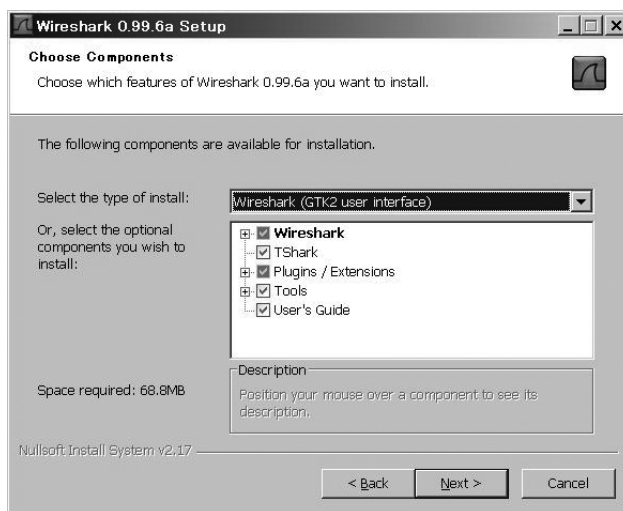 Wireshark 0.99.6a Setup
Choose Components
Choose which features of Wireshark 0.99.6a you want to install.
The following components are available for installation.
Select the type of install:
Wireshark (GTK2 user interface)
Or, select the optional
components you wish to
install:
Wireshark
TShark
Plugins / Extensions
Tools
User's Guide
Space required: 68.8MB
Description
Position your mouse over a component to see its
description.
Nullsoft Install System v2.17
< Back
Next >
Cancel